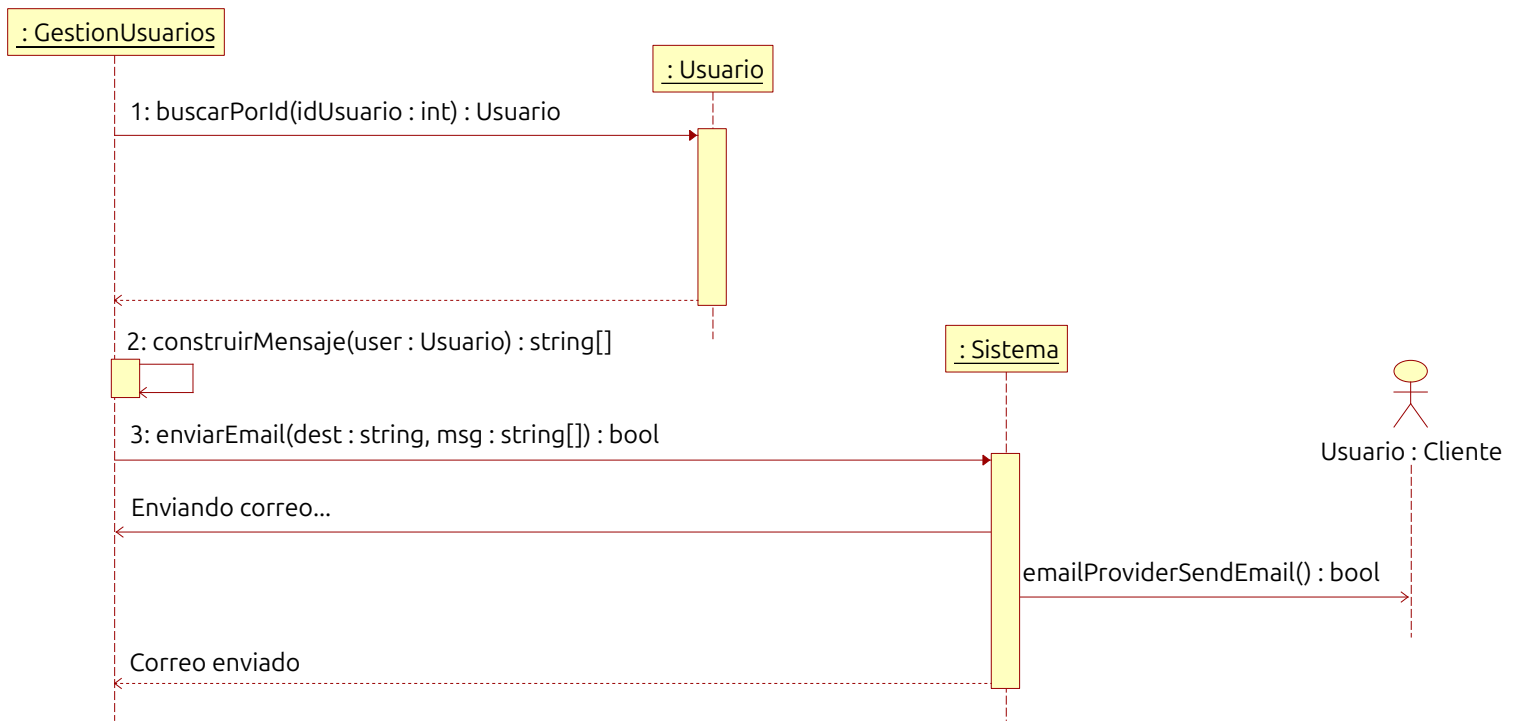 : GestionUsuarios
: Usuario
1: buscarPorId(idUsuario : int) : Usuario
2: construirMensaje(user : Usuario) : string[]
: Sistema
3: enviarEmail(dest : string, msg : string[]) : bool
Usuario : Cliente
Enviando correo...
emailProviderSendEmail() : bool
Correo enviado